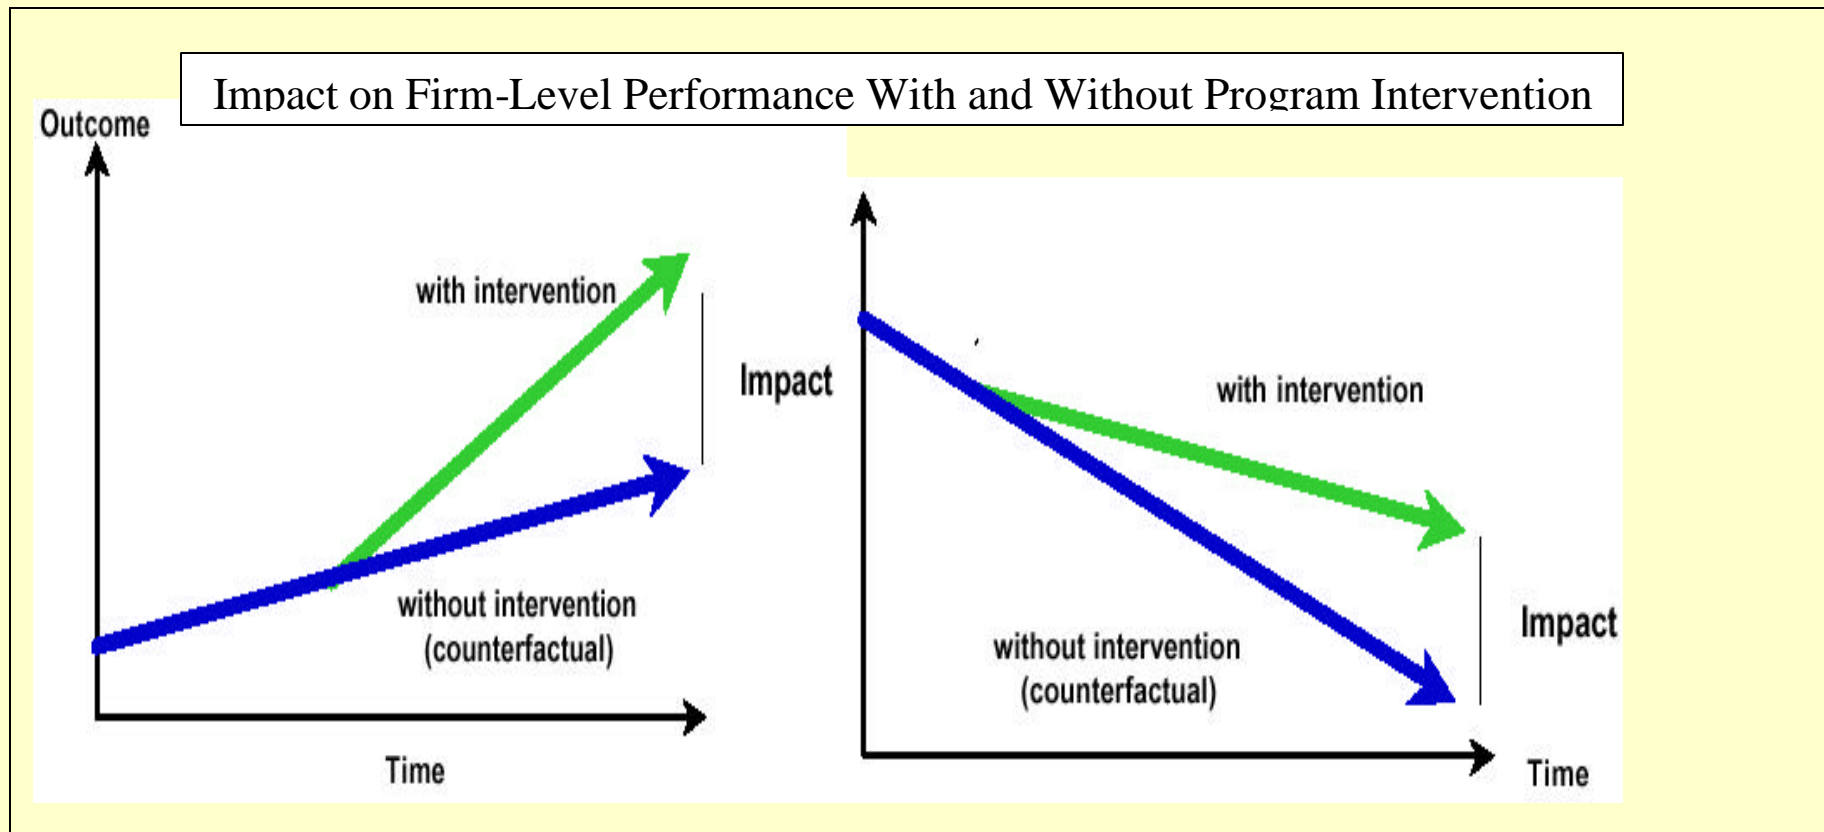 Impact on Firm-Level Performance With and Without Program Intervention
Outcome
with intervention
Impact
without intervention
(counterfactual)
Time
with intervention
Impact
without intervention
(counterfactual)
Time